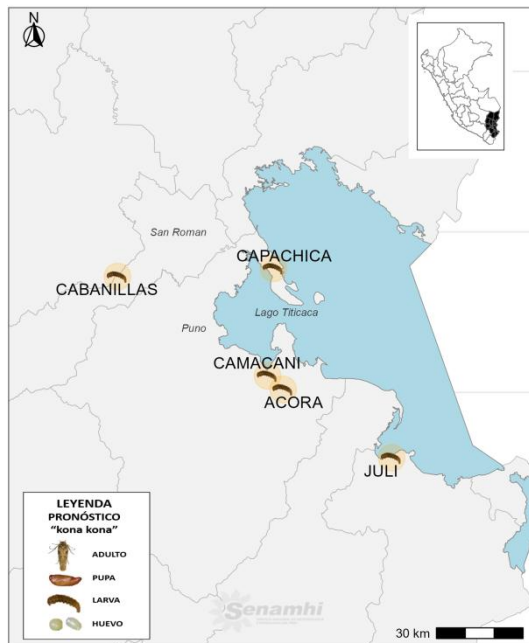 N
San Roman
CAPACHICA
CABANILLAS
Lago Titicaca
Puno
CAMACANI
ACORA
JULI
LEYENDA
PRONÓSTICO
"kona kona"
ADULTO
PUPA
LARVA
HUEVO
Senamhi
30 km